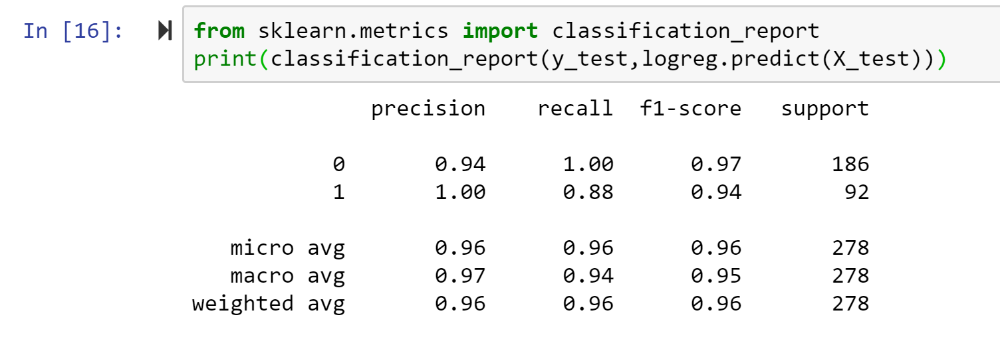 In [16]: from sklearn.metrics import classification_report
print(classification_report(y_test,logreg.predict(X_test)))
precision recall f1-score support
0 0.94 1.00 0.97 186
1 1.00 0.88 0.94 92
micro avg 0.96 0.96 0.96 278
macro avg 0.97 0.94 0.95 278
weighted avg 0.96 0.96 0.96 278